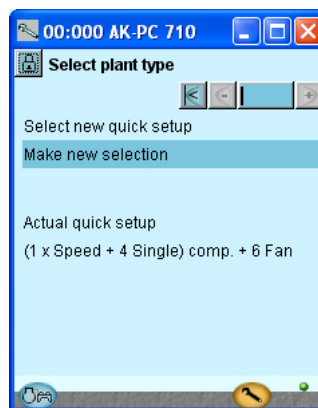 00:000 AK-PC 710
Select plant type
Select new quick setup
Make new selection
Actual quick setup
(1 x Speed + 4 Single) comp. + 6 Fan